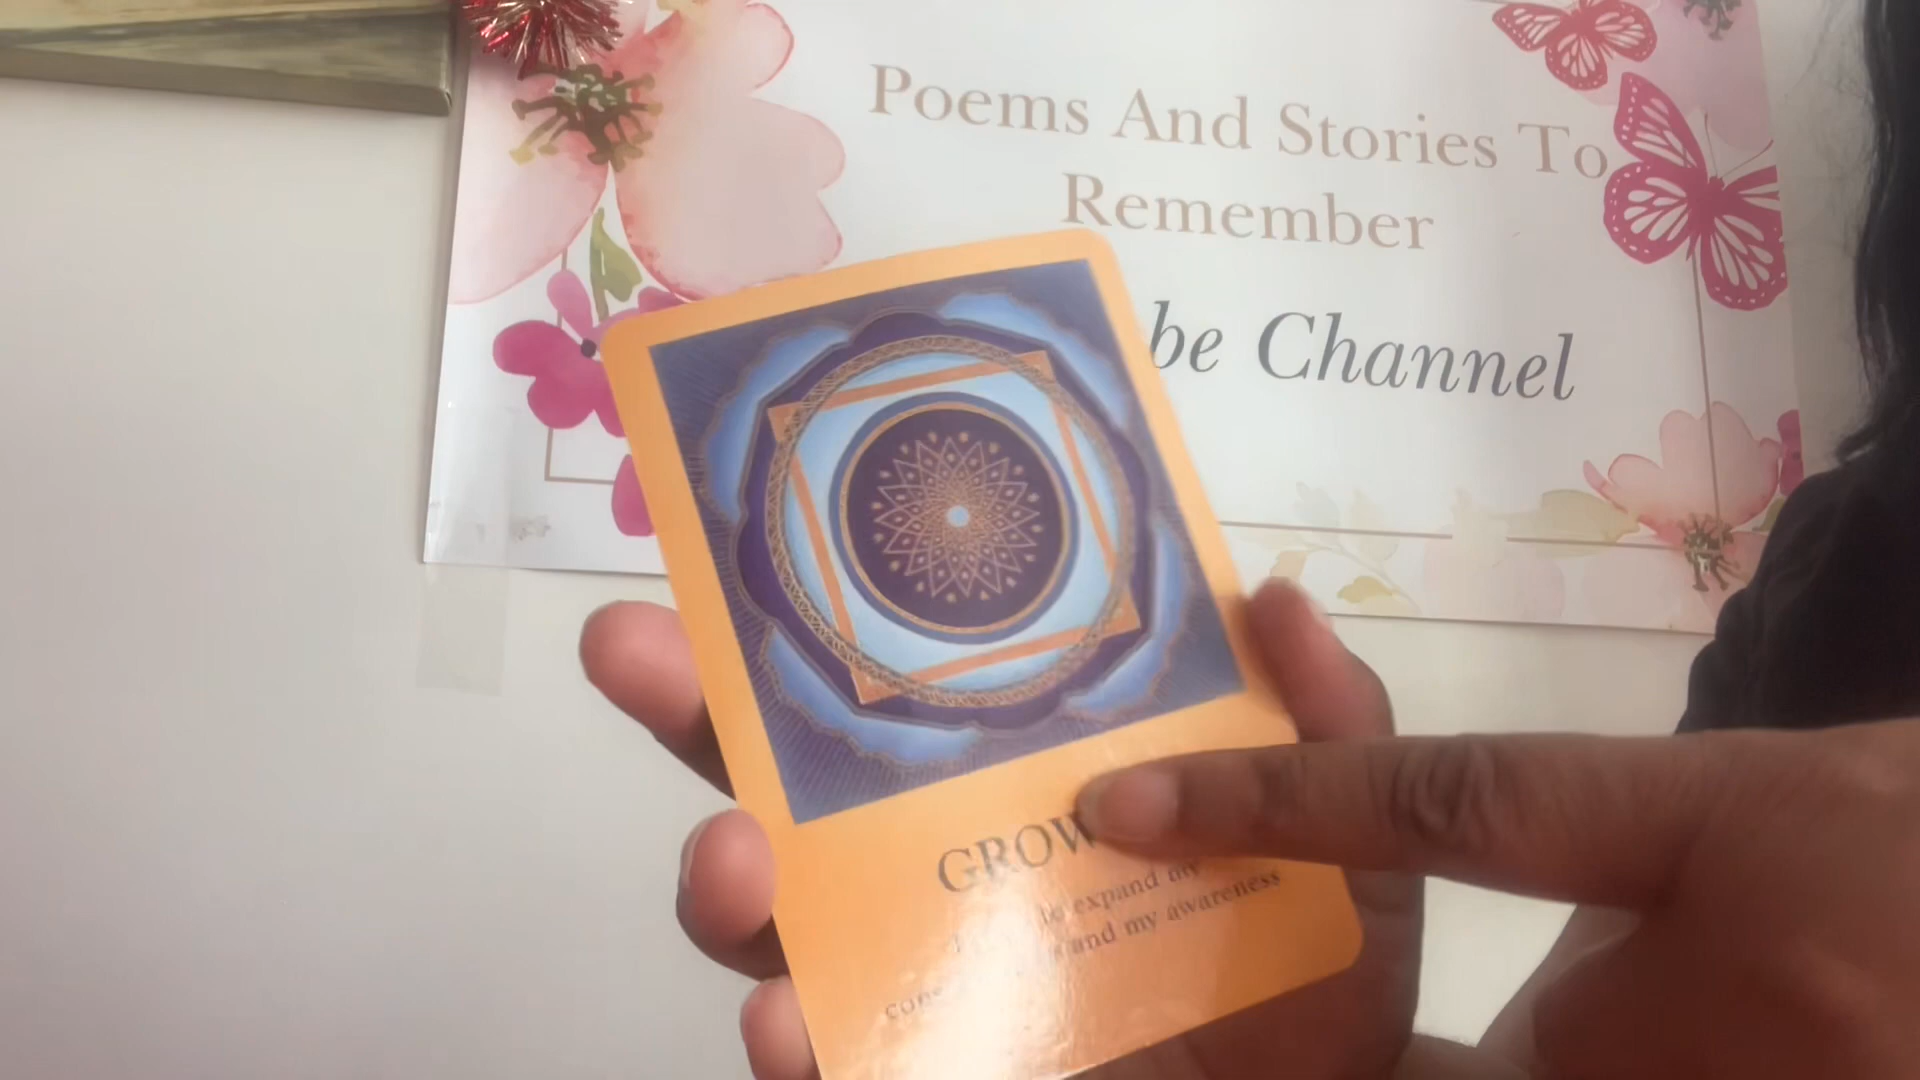 Poems And Stories To
Remember
be Channel
GROW
to expand my
and my awareness